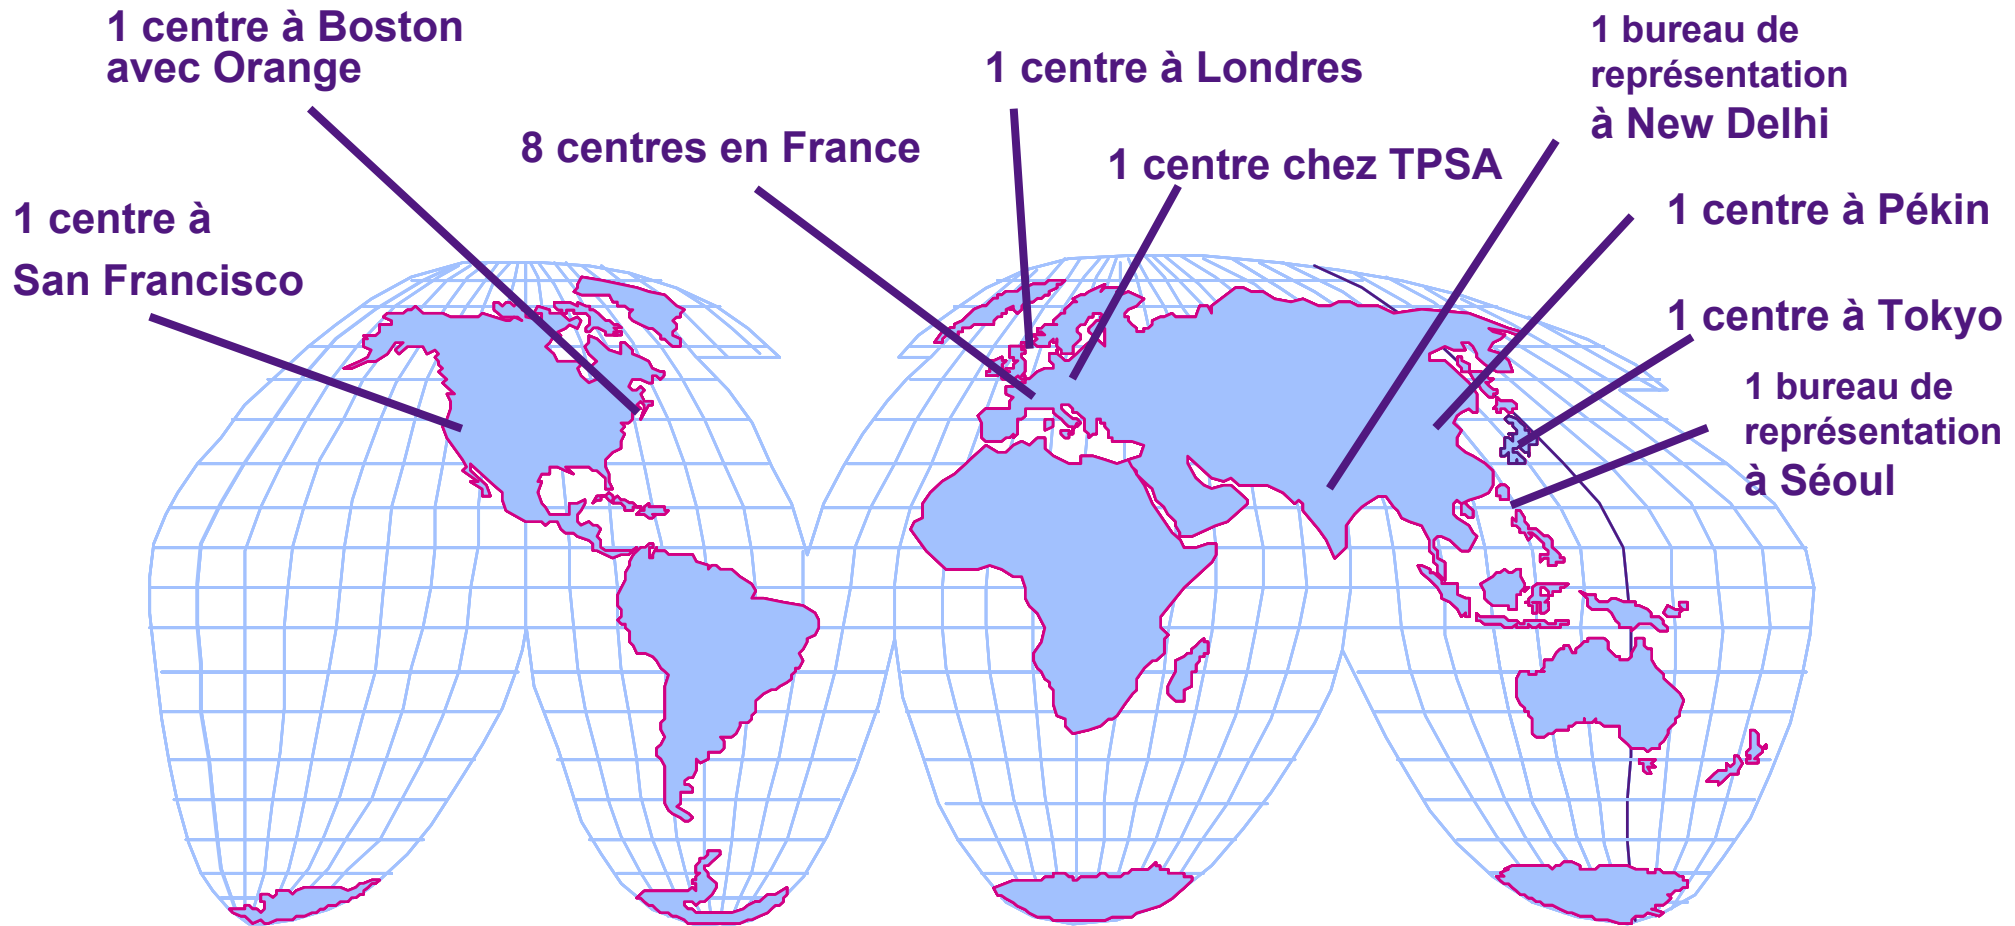 1 centre à Boston
avec Orange
1 centre à Londres
1 bureau de
représentation
à New Delhi
8 centres en France
1 centre chez TPSA
1 centre à
San Francisco
1 centre à Pékin
1 centre à Tokyo
1 bureau de
représentation
à Séoul